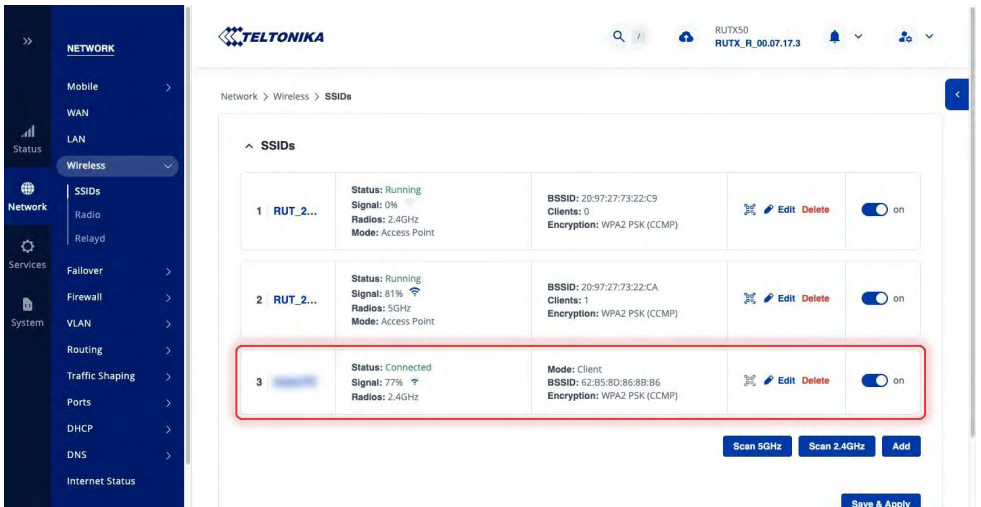 TELTONIKA
/
RUTX50
RUTX_R_00.07.17.3
NETWORK
Mobile
WAN
LAN
Wireless
SSIDs
Radio
Relayd
Failover
Firewall
VLAN
Routing
Traffic Shaping
Ports
DHCP
DNS
Internet Status
Status
Network
Services
System
Network > Wireless > SSIDs
SSIDs
1 RUT_2...
Status: Running
Signal: 0%
Radios: 2.4GHz
Mode: Access Point
BSSID: 20:97:27:73:22:C9
Clients: 0
Encryption: WPA2 PSK (CCMP)
Edit Delete
on
2 RUT_2...
Status: Running
Signal: 81%
Radios: 5GHz
Mode: Access Point
BSSID: 20:97:27:73:22:CA
Clients: 1
Encryption: WPA2 PSK (CCMP)
Edit Delete
on
3
Status: Connected
Signal: 77%
Radios: 2.4GHz
Mode: Client
BSSID: 62:B5:8D:86:8B:B6
Encryption: WPA2 PSK (CCMP)
Edit Delete
on
Scan 5GHz Scan 2.4GHz Add
Save & Apply